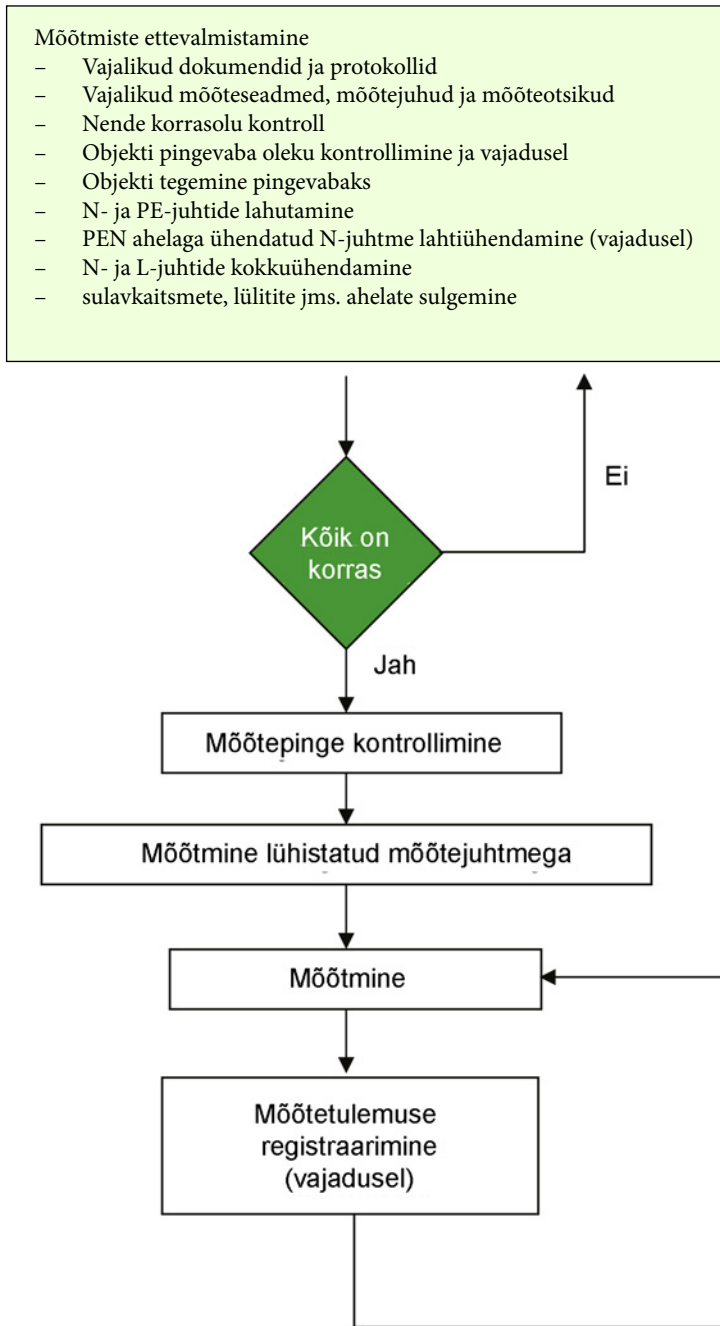 Mõõtmiste ettevalmistamine
– Vajalikud dokumendid ja protokollid
– Vajalikud mõõteseadmed, mõõtejuhud ja mõõteotsikud
– Nende korrasolu kontroll
– Objekti pingevaba oleku kontrollimine ja vajadusel
– Objekti tegemine pingevabaks
– N- ja PE-juhtide lahutamine
– PEN ahelaga ühendatud N-juhtme lahtiühendamine (vajadusel)
– N- ja L-juhtide kokkuühendamine
– sulavkaitsmete, lülitite jms. ahelate sulgemine
Ei
Kõik on
korras
Jah
Mõõtepinge kontrollimine
Mõõtmine lühistatud mõõtejuhtmega
Mõõtmine
Mõõtetulemuse
registraarimine
(vajadusel)